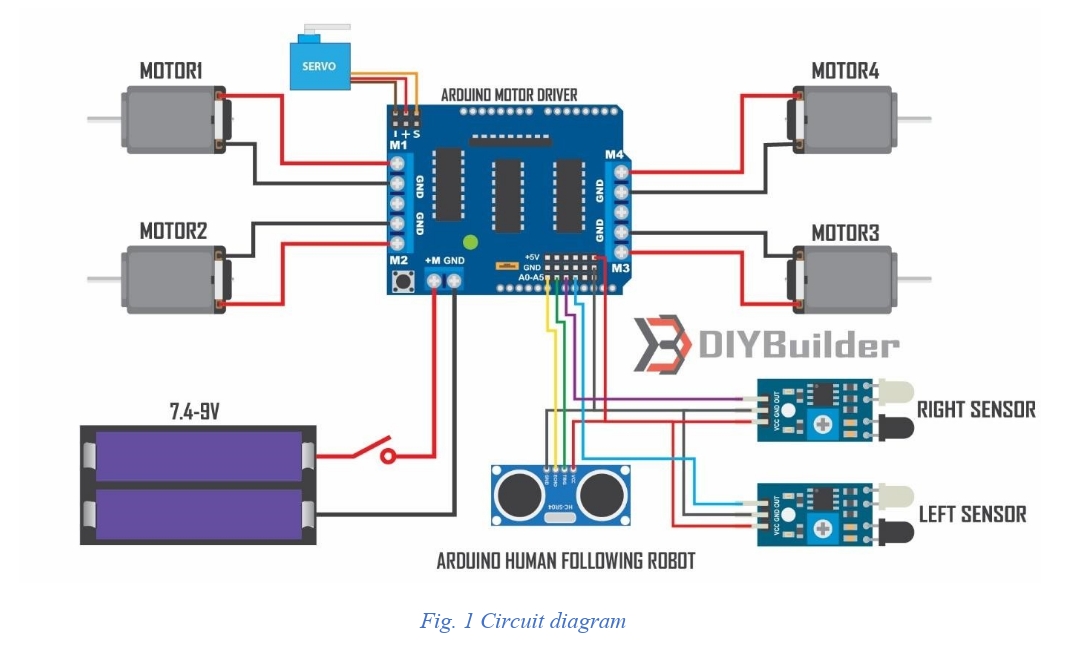 MOTOR1
SERVO
ARDUINO MOTOR DRIVER
MOTOR4
I + S
M1
GND
GND
M2
+M GND
M4
GND
GND
M3
+5V
GND
A0-A5
MOTOR2
MOTOR3
DIYBuilder
7.4-9V
VCC GND OUT
RIGHT SENSOR
GND
ECHO
TRIG
VCC
HC-SR04
VCC GND OUT
LEFT SENSOR
ARDUINO HUMAN FOLLOWING ROBOT
Fig. 1 Circuit diagram